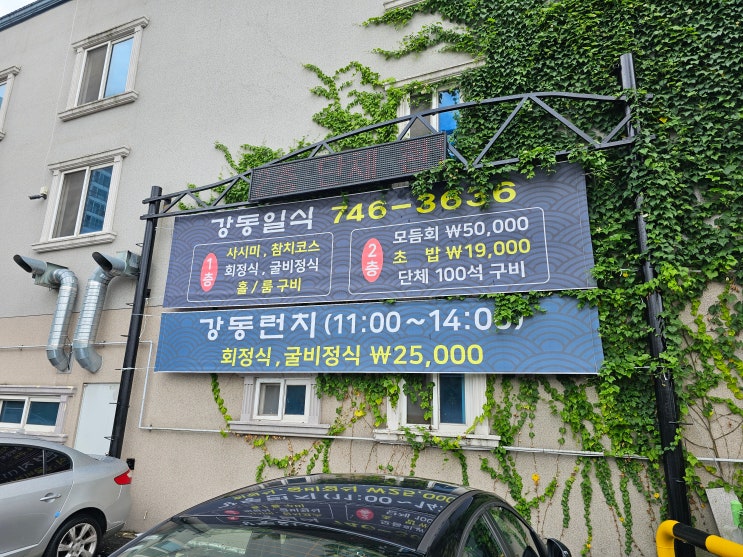 강동일식 746-3636
1층
사시미, 참치코스
회정식, 굴비정식
홀/룸 구비
2층
모듬회 ₩50,000
초 밥 ₩19,000
단체 100석 구비
강동런치 (11:00~14:00)
회정식, 굴비정식 ₩25,000